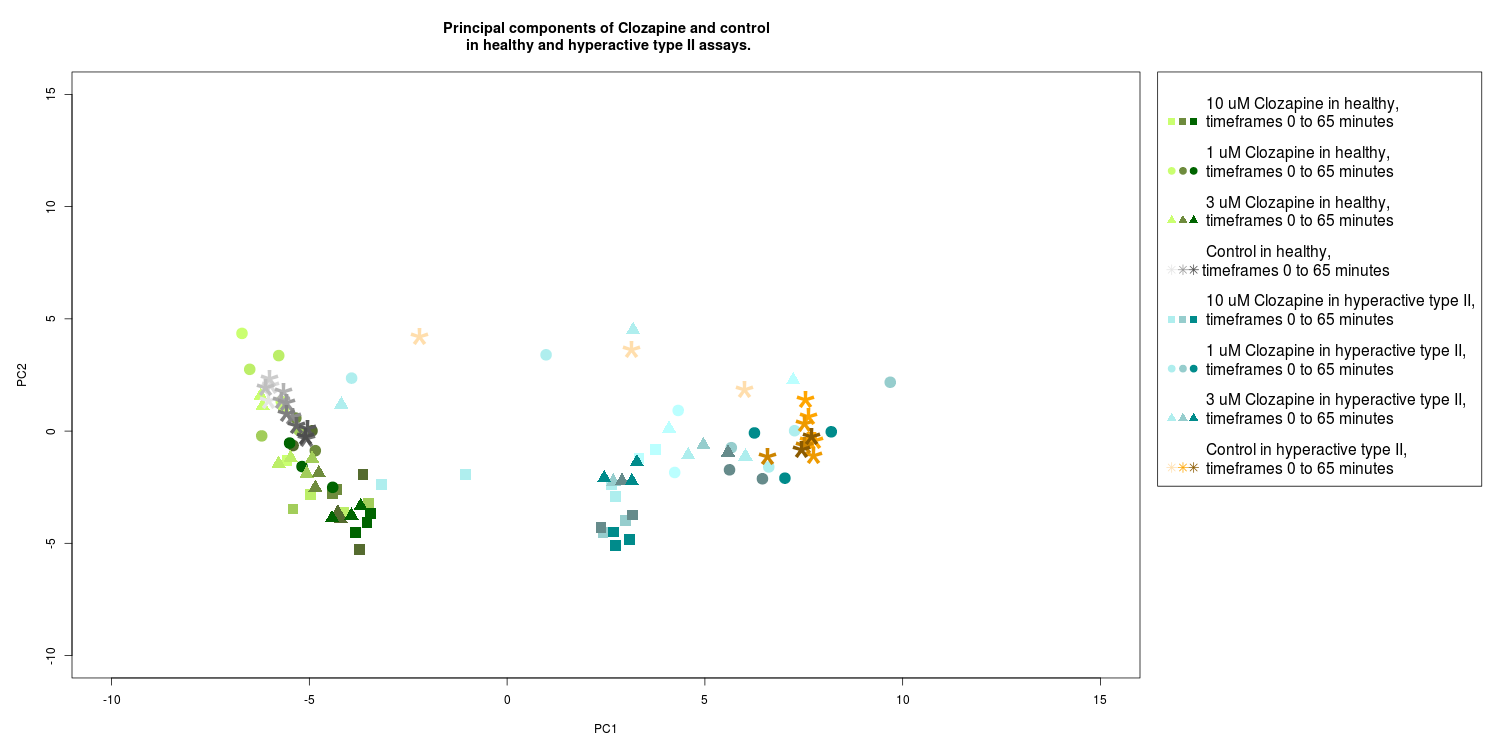 Principal components of Clozapine and control
in healthy and hyperactive type II assays.
15
10
5
0
-5
-10
PC2
-10
-5
0
5
10
15
PC1
10 uM Clozapine in healthy,
timeframes 0 to 65 minutes
1 uM Clozapine in healthy,
timeframes 0 to 65 minutes
3 uM Clozapine in healthy,
timeframes 0 to 65 minutes
Control in healthy,
timeframes 0 to 65 minutes
10 uM Clozapine in hyperactive type II,
timeframes 0 to 65 minutes
1 uM Clozapine in hyperactive type II,
timeframes 0 to 65 minutes
3 uM Clozapine in hyperactive type II,
timeframes 0 to 65 minutes
Control in hyperactive type II,
timeframes 0 to 65 minutes